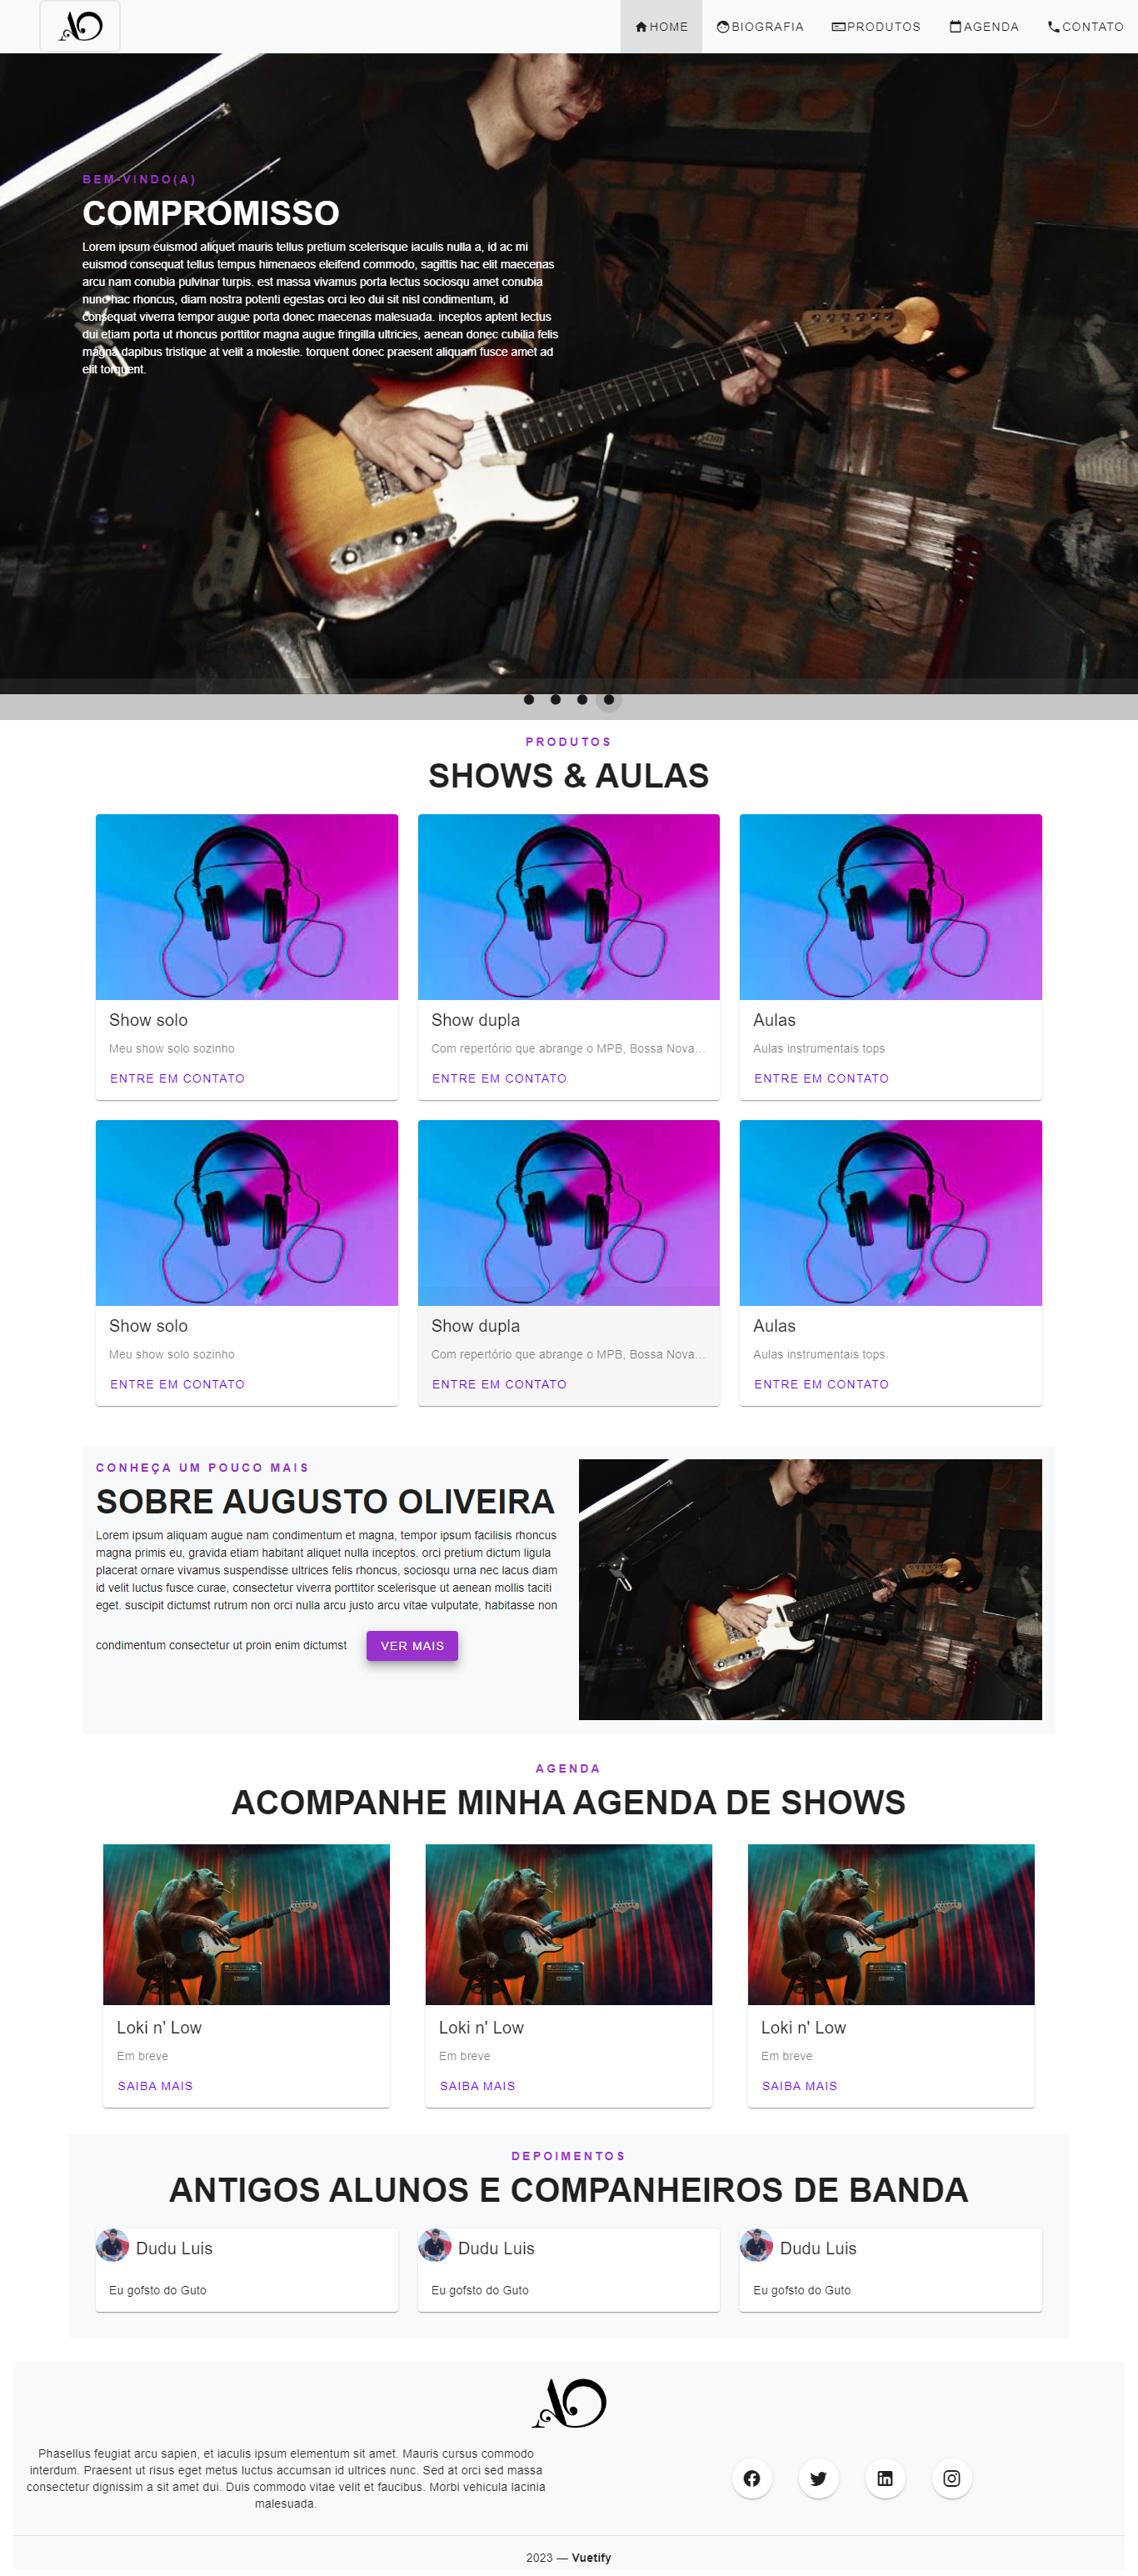 AO
HOME BIOGRAFIA PRODUTOS AGENDA CONTATO
BEM-VINDO(A)
COMPROMISSO
Lorem ipsum euismod aliquet mauris tellus pretium scelerisque iaculis nulla a, id ac mi
euismod consequat tellus tempus himenaeos eleifend commodo, sagittis hac elit maecenas
arcu nam conubia pulvinar turpis. est massa vivamus porta lectus sociosqu amet conubia
nunc hac rhoncus, diam nostra potenti egestas orci leo dui sit nisl condimentum, id
consequat viverra tempor augue porta donec maecenas malesuada. inceptos aptent lectus
dui etiam porta ut rhoncus porttitor magna augue fringilla ultricies, aenean donec cubilia felis
magna dapibus tristique at velit a molestie. torquent donec praesent aliquam fusce amet ad
elit torquent.
PRODUTOS
SHOWS & AULAS
Show solo
Meu show solo sozinho
ENTRE EM CONTATO
Show dupla
Com repertório que abrange o MPB, Bossa Nova...
ENTRE EM CONTATO
Aulas
Aulas instrumentais tops
ENTRE EM CONTATO
Show solo
Meu show solo sozinho
ENTRE EM CONTATO
Show dupla
Com repertório que abrange o MPB, Bossa Nova...
ENTRE EM CONTATO
Aulas
Aulas instrumentais tops
ENTRE EM CONTATO
CONHEÇA UM POUCO MAIS
SOBRE AUGUSTO OLIVEIRA
Lorem ipsum aliquam augue nam condimentum et magna, tempor ipsum facilisis rhoncus
magna primis eu, gravida etiam habitant aliquet nulla inceptos. orci pretium dictum ligula
placerat ornare vivamus suspendisse ultrices felis rhoncus, sociosqu urna nec lacus diam
id velit luctus fusce curae, consectetur viverra porttitor scelerisque ut aenean mollis taciti
eget. suscipit dictumst rutrum non orci nulla arcu justo arcu vitae vulputate, habitasse non
condimentum consectetur ut proin enim dictumst VER MAIS
AGENDA
ACOMPANHE MINHA AGENDA DE SHOWS
Loki n' Low
Em breve
SAIBA MAIS
Loki n' Low
Em breve
SAIBA MAIS
Loki n' Low
Em breve
SAIBA MAIS
DEPOIMENTOS
ANTIGOS ALUNOS E COMPANHEIROS DE BANDA
Dudu Luis
Eu gofsto do Guto
Dudu Luis
Eu gofsto do Guto
Dudu Luis
Eu gofsto do Guto
AO
Phasellus feugiat arcu sapien, et iaculis ipsum elementum sit amet. Mauris cursus commodo
interdum. Praesent ut risus eget metus luctus accumsan id ultrices nunc. Sed at orci sed massa
consectetur dignissim a sit amet dui. Duis commodo vitae velit et faucibus. Morbi vehicula lacinia
malesuada.
2023 — Vuetify